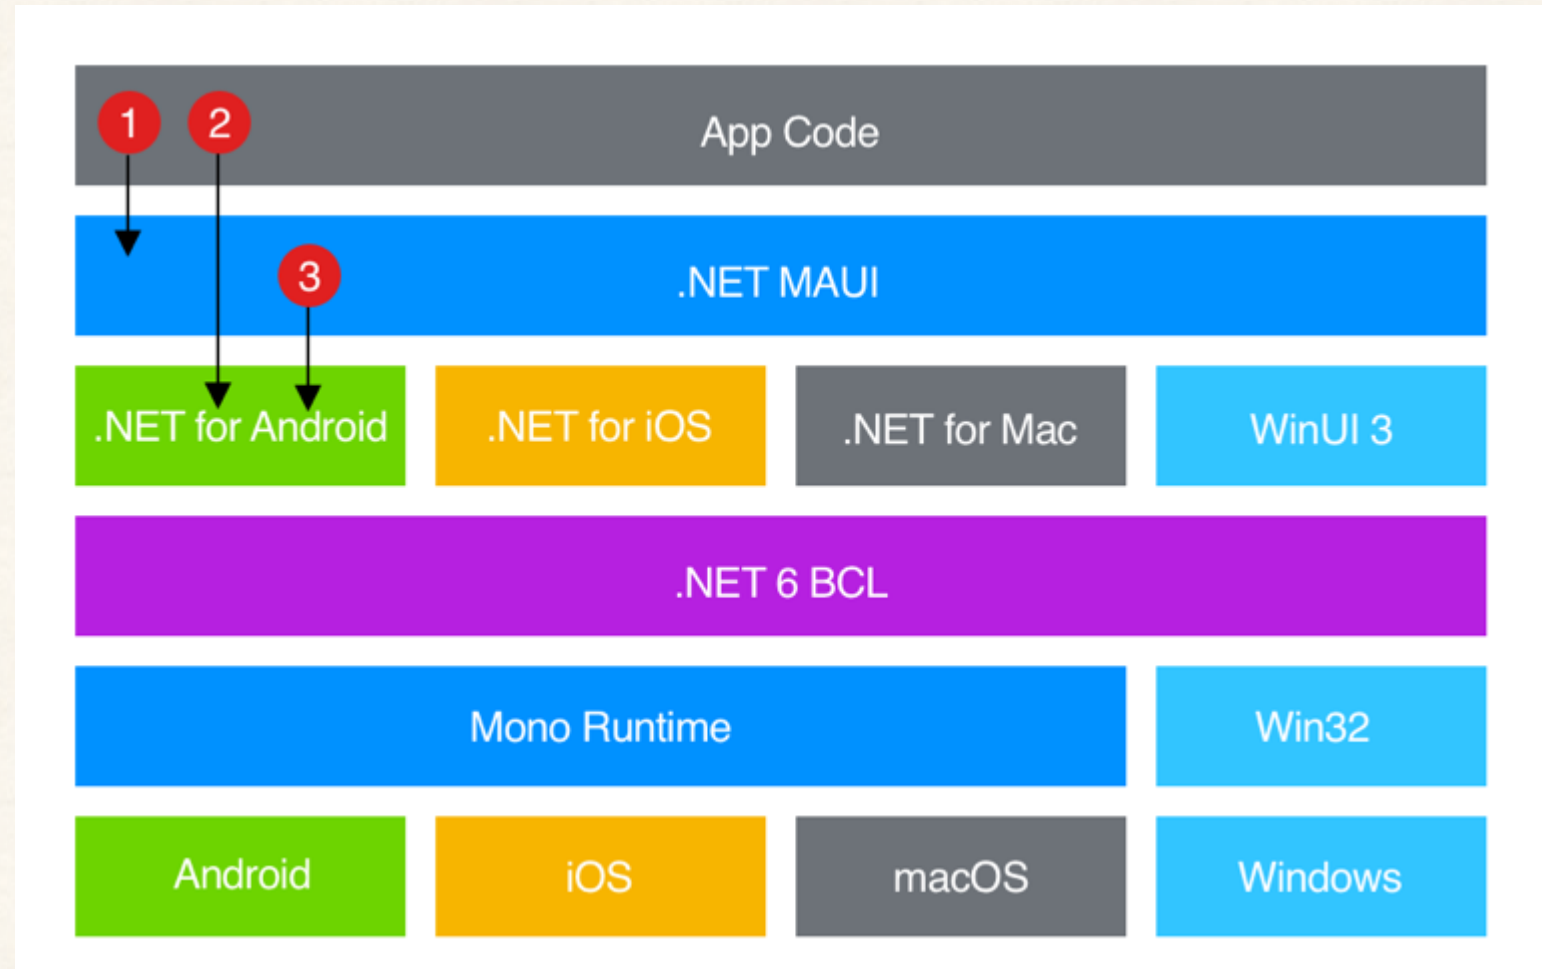 1 2
App Code
3
.NET MAUI
.NET for Android .NET for iOS .NET for Mac WinUI 3
.NET 6 BCL
Mono Runtime Win32
Android iOS macOS Windows